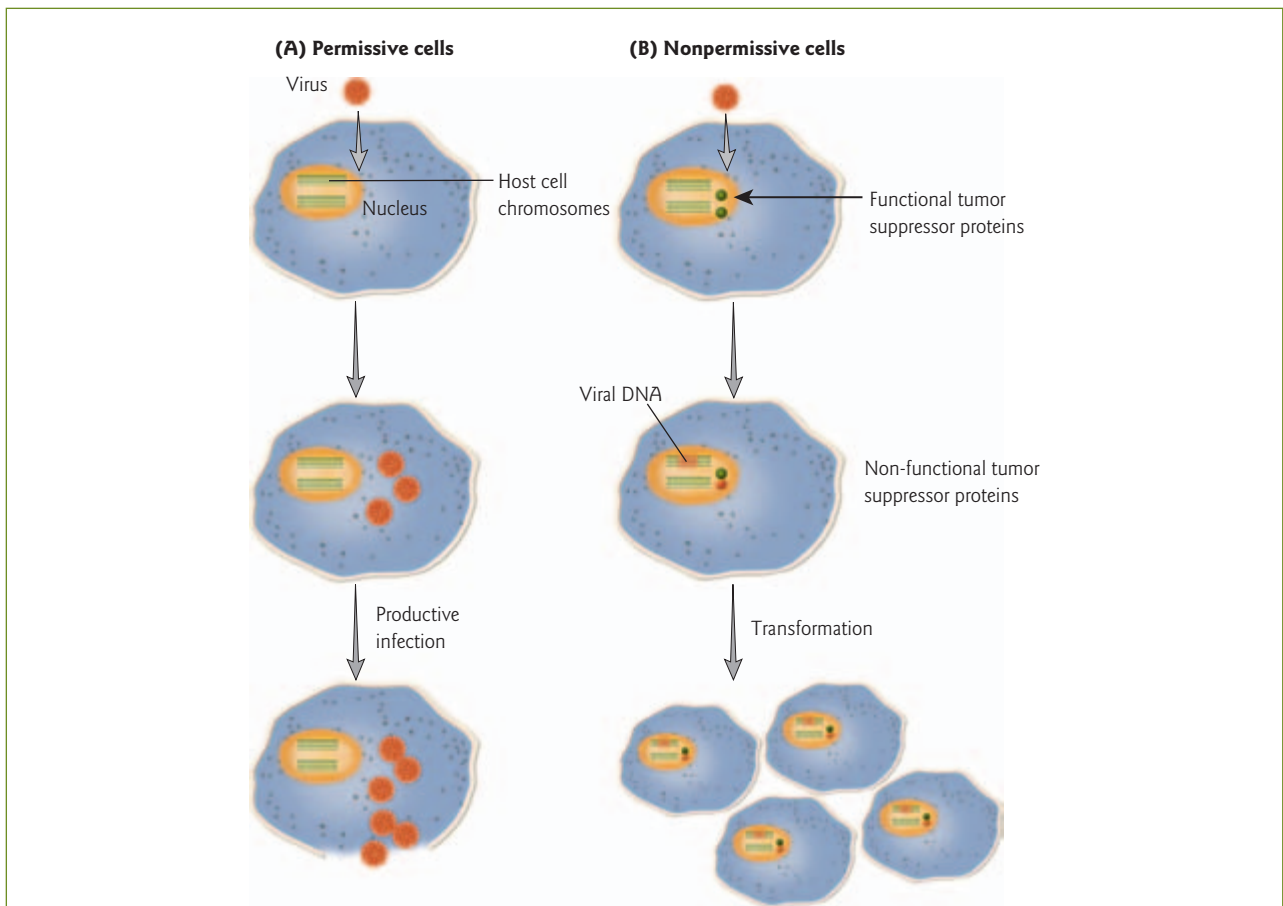 (A) Permissive cells
Virus
Host cell
chromosomes
Nucleus
Productive
infection
(B) Nonpermissive cells
Functional tumor
suppressor proteins
Viral DNA
Non-functional tumor
suppressor proteins
Transformation